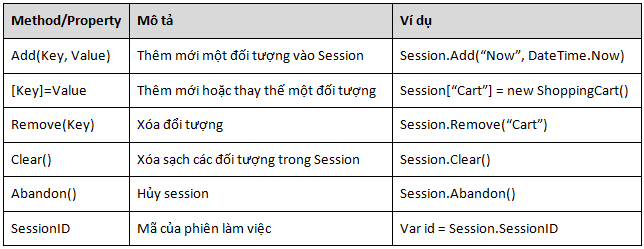 Method/Property Mô tả Ví dụ
Add(Key, Value) Thêm mới một đối tượng vào Session Session.Add(“Now”, DateTime.Now)
[Key]=Value Thêm mới hoặc thay thế một đối tượng Session[“Cart”] = new ShoppingCart()
Remove(Key) Xóa đổi tượng Session.Remove(“Cart”)
Clear() Xóa sạch các đối tượng trong Session Session.Clear()
Abandon() Hủy session Session.Abandon()
SessionID Mã của phiên làm việc Var id = Session.SessionID